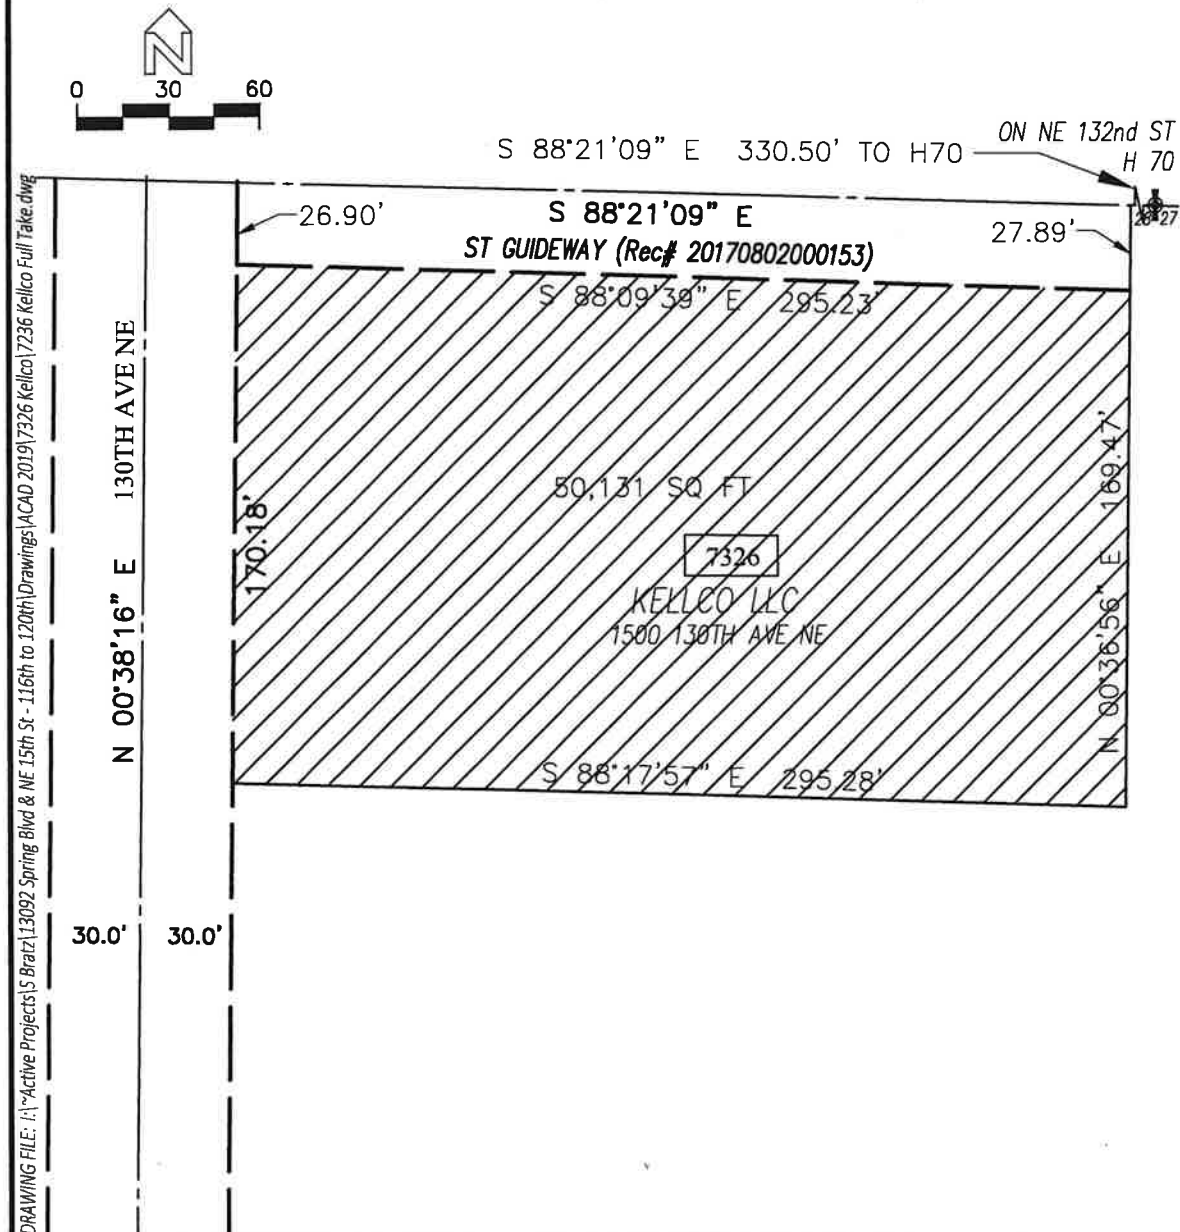 N
0 30 60
ON NE 132nd ST
H 70
S 88°21'09" E 330.50' TO H70
26.90'
S 88°21'09" E
27.89'
ST GUIDEWAY (Rec# 20170802000153)
S 88°09'39" E 295.23'
130TH AVE NE
N 00°38'16" E
170.18'
50,131 SQ FT
7326
KELLCO LLC
1500 130TH AVE NE
N 00°36'56" E 169.47'
S 88°17'57" E 295.28'
30.0' 30.0'
DRAWING FILE: I:\~Active Projects\S Bratz\13092 Spring Blvd & NE 15th St - 116th to 120th\Drawings\ACAD 2019\7326 Kellco\7236 Kellco Full Take.dwg